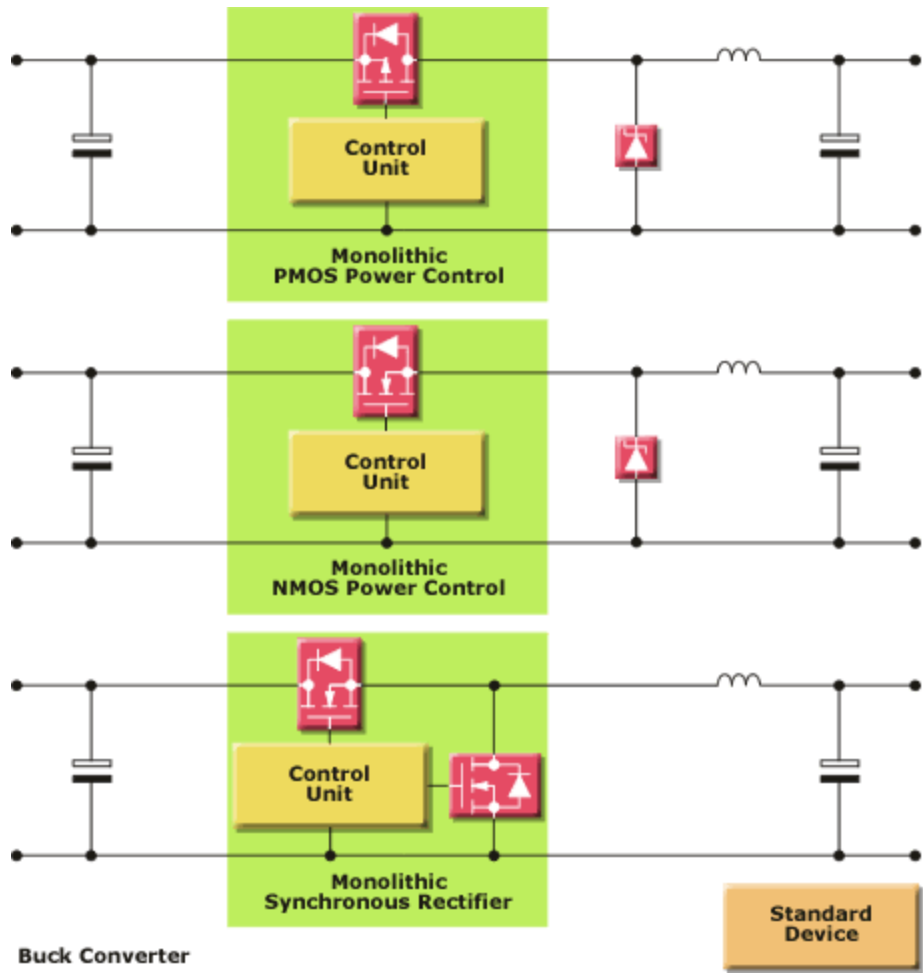 Control
Unit
Monolithic
PMOS Power Control
Control
Unit
Monolithic
NMOS Power Control
Control
Unit
Monolithic
Synchronous Rectifier
Standard
Device
Buck Converter